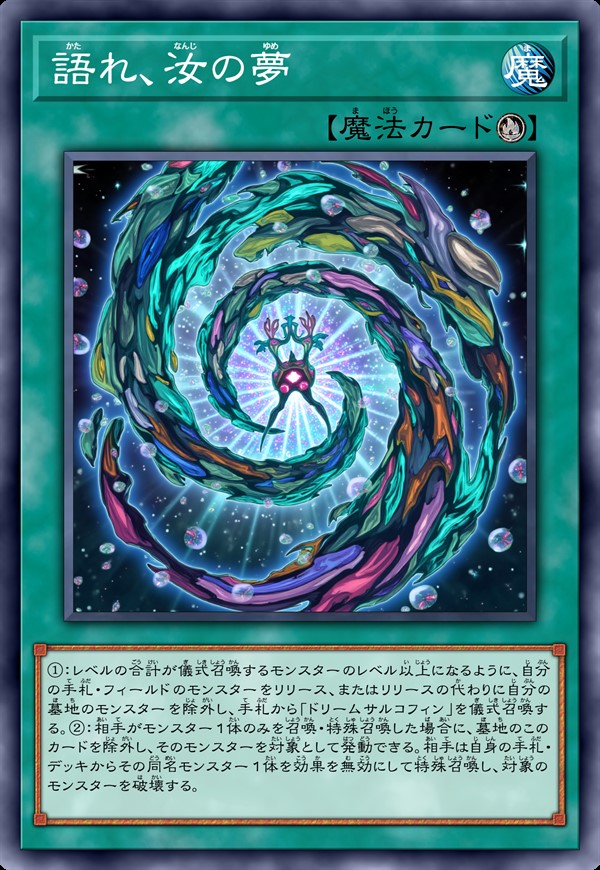 語れ、汝の夢
魔
【魔法カード】
①:レベルの合計が儀式召喚するモンスターのレベル以上になるように、自分
の手札・フィールドのモンスターをリリース、またはリリースの代わりに自分の
墓地のモンスターを除外し、手札から「ドリームサルコフィン」を儀式召喚す
る。②:相手がモンスター1体のみを召喚・特殊召喚した場合に、墓地のこの
カードを除外し、そのモンスターを対象として発動できる。相手は自身の手札・
デッキからその同名モンスター1体を効果を無効にして特殊召喚し、対象の
モンスターを破壊する。